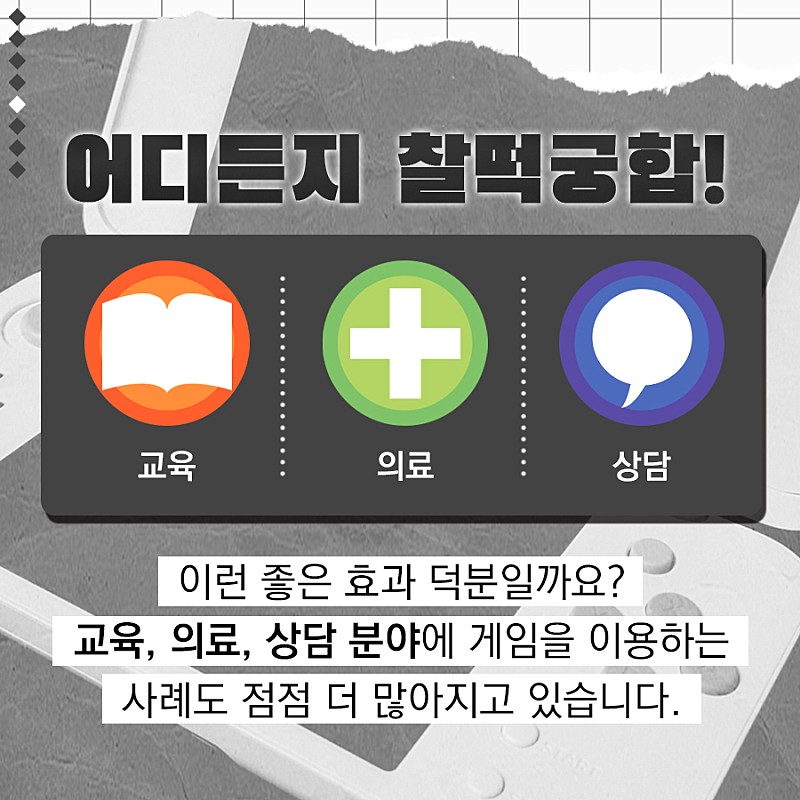 어디든지 찰떡궁합!
교육
의료
상담
이런 좋은 효과 덕분일까요?
교육, 의료, 상담 분야에 게임을 이용하는
사례도 점점 더 많아지고 있습니다.
START